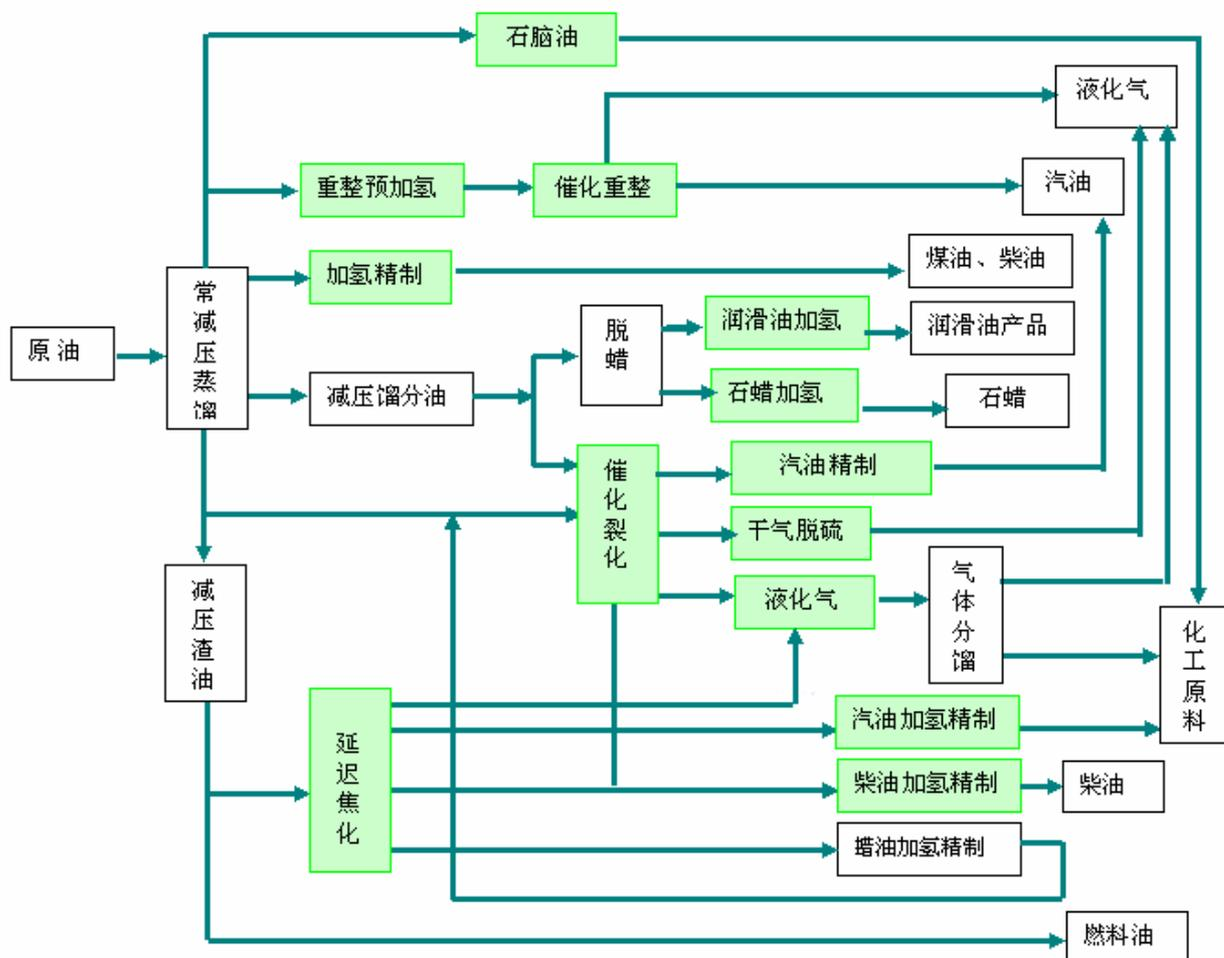 石脑油
液化气
重整预加氢
催化重整
汽油
加氢精制
煤油、柴油
常减压蒸馏
脱蜡
润滑油加氢
润滑油产品
原油
减压馏分油
石蜡加氢
石蜡
催化裂化
汽油精制
干气脱硫
气体分馏
减压渣油
液化气
化工原料
延迟焦化
汽油加氢精制
柴油加氢精制
柴油
蜡油加氢精制
燃料油